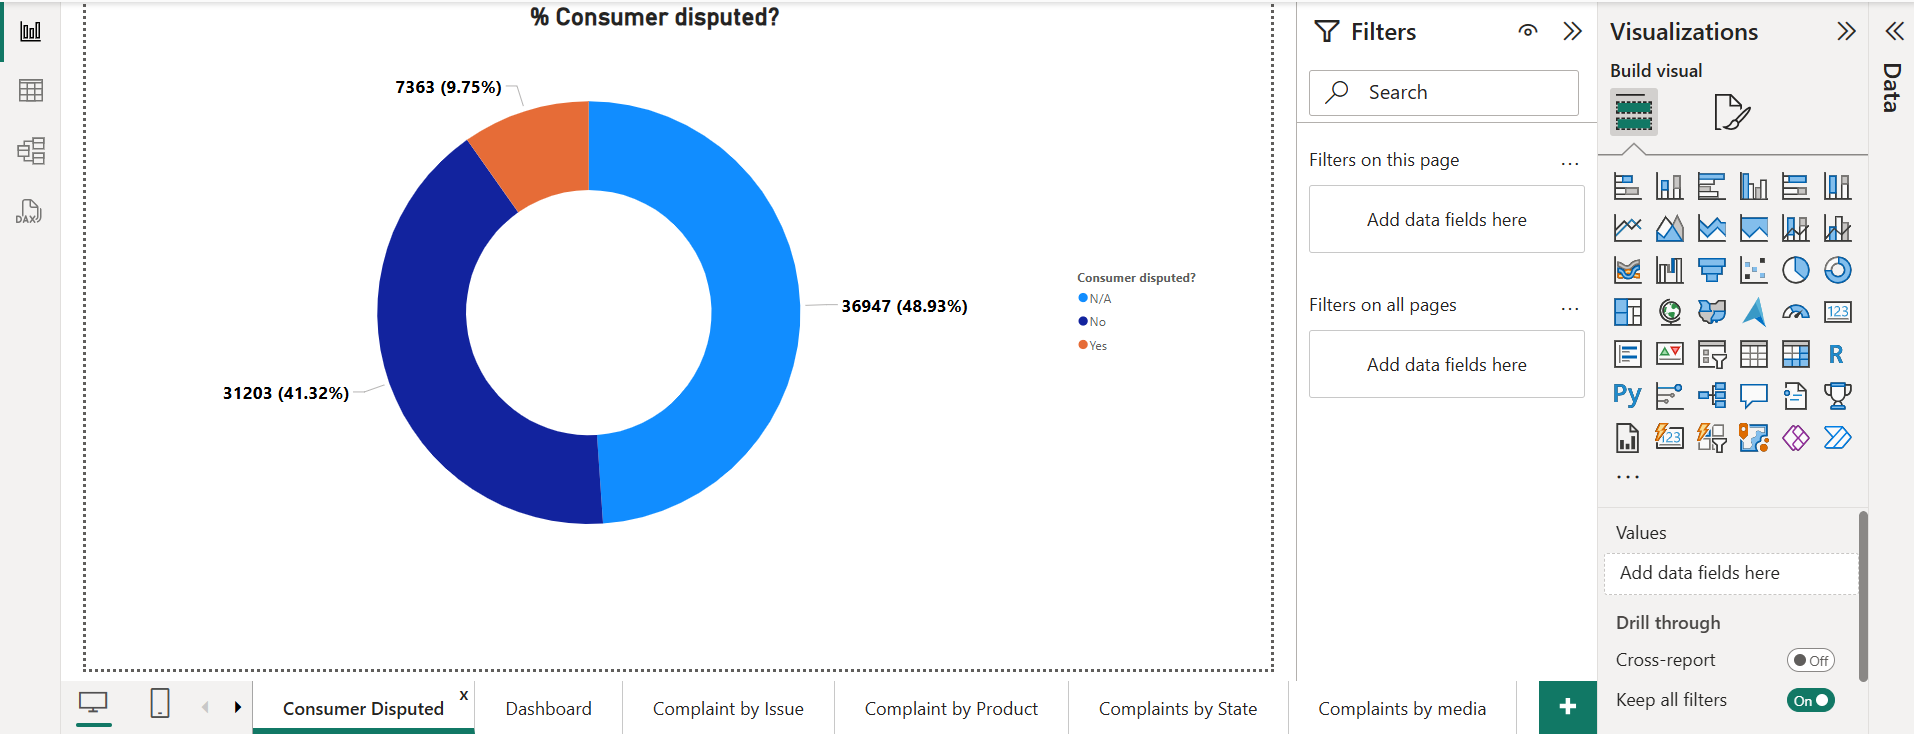 % Consumer disputed?
7363 (9.75%)
36947 (48.93%)
31203 (41.32%)
Consumer disputed?
N/A
No
Yes
Filters
Search
Filters on this page
...
Add data fields here
Filters on all pages
...
Add data fields here
Visualizations
Build visual
123
R
Py
123
...
Values
Add data fields here
Drill through
Cross-report
Off
Keep all filters
On
Data
DAX
Consumer Disputed
x
Dashboard
Complaint by Issue
Complaint by Product
Complaints by State
Complaints by media
+